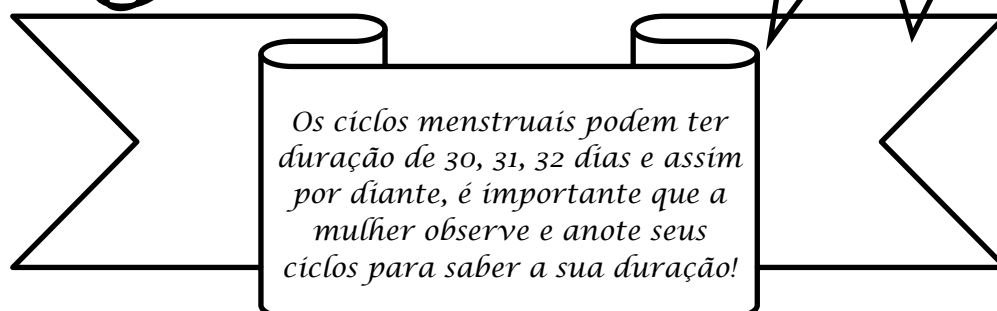 Os ciclos menstruais podem ter
duração de 30, 31, 32 dias e assim
por diante, é importante que a
mulher observe e anote seus
ciclos para saber a sua duração!